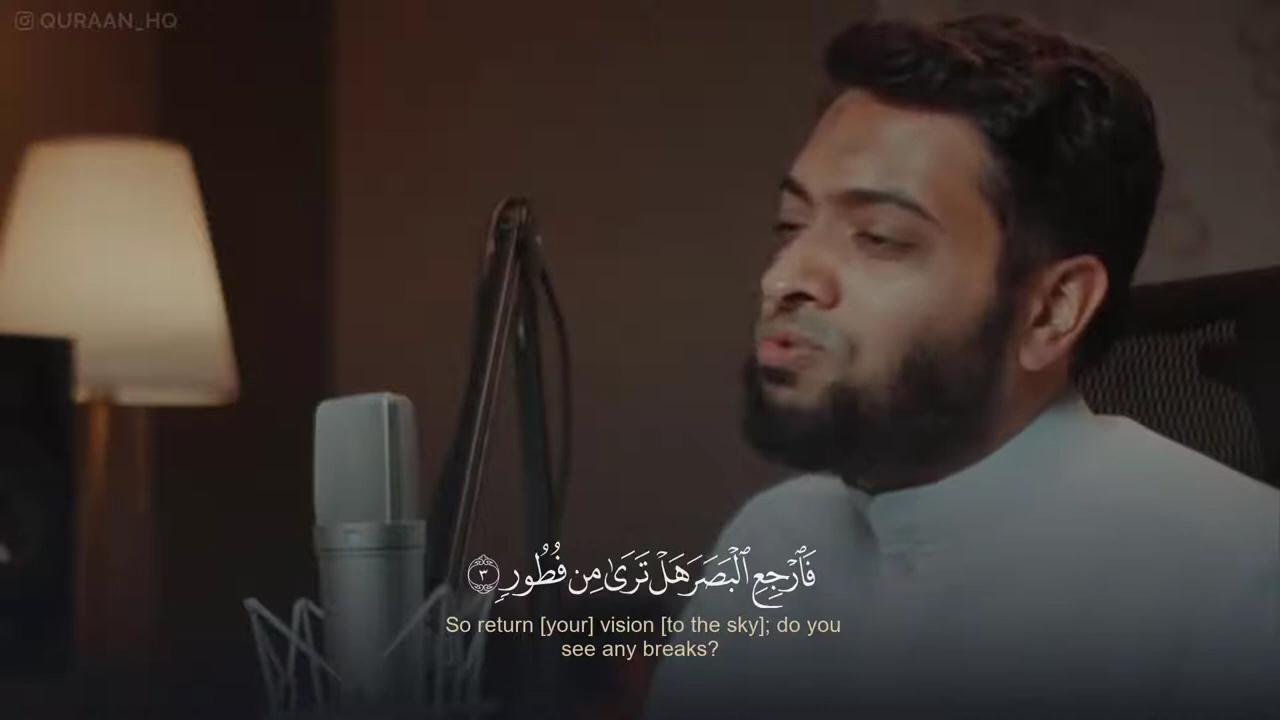 QURAAN_HQ
فَٱرْجِعِ ٱلْبَصَرَ هَلْ تَرَىٰ مِن فُطُورٍ ٣
So return [your] vision [to the sky]; do you
see any breaks?